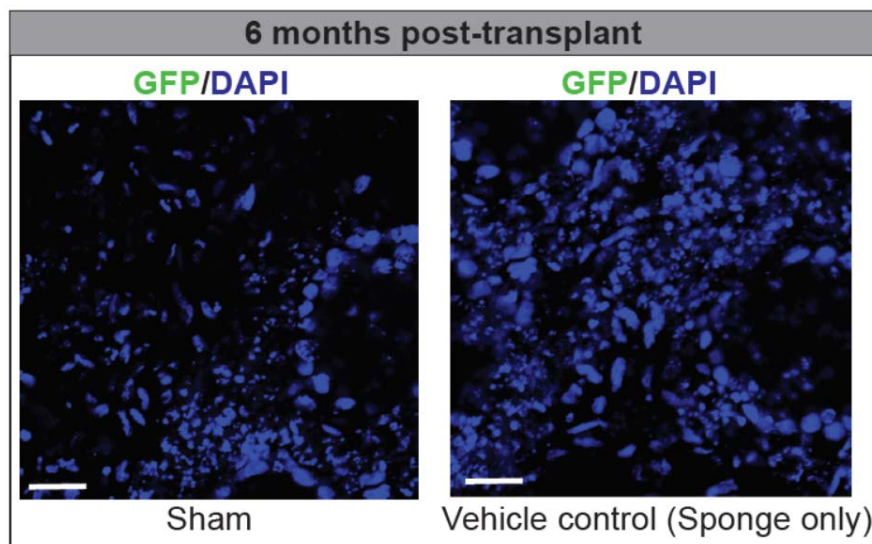 6 months post-transplant
GFP/DAPI
GFP/DAPI
Sham
Vehicle control (Sponge only)